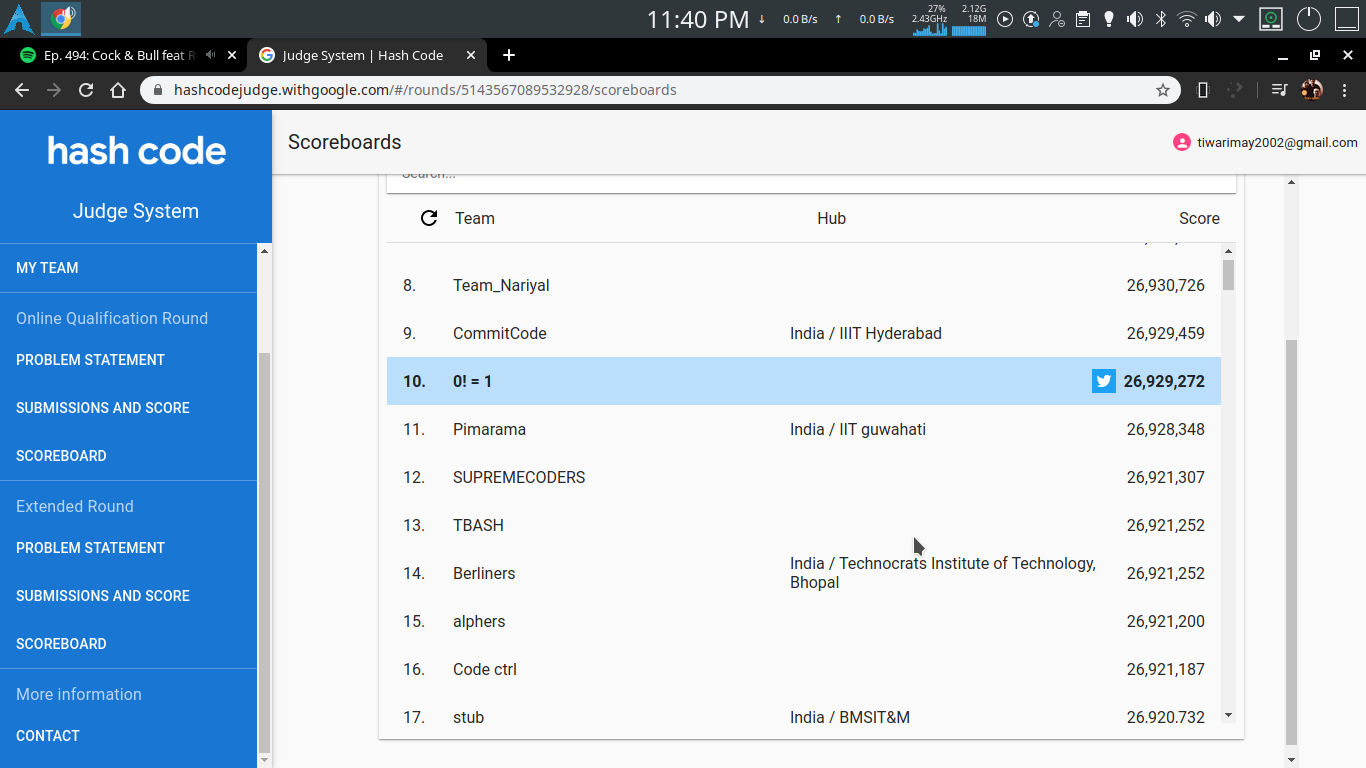 11:40 PM ↓ 0.0 B/s ↑ 0.0 B/s 27% 2.43GHz 2.12G 18M
Ep. 494: Cock & Bull feat R
Judge System | Hash Code
hashcodejudge.withgoogle.com/#/rounds/5143567089532928/scoreboards
hash code
Judge System
MY TEAM
Online Qualification Round
PROBLEM STATEMENT
SUBMISSIONS AND SCORE
SCOREBOARD
Extended Round
PROBLEM STATEMENT
SUBMISSIONS AND SCORE
SCOREBOARD
More information
CONTACT
Scoreboards
tiwarimay2002@gmail.com
Search...
Team Hub Score
8. Team_Nariyal 26,930,726
9. CommitCode India / IIIT Hyderabad 26,929,459
10. 0! = 1 26,929,272
11. Pimarama India / IIT guwahati 26,928,348
12. SUPREMECODERS 26,921,307
13. TBASH 26,921,252
14. Berliners India / Technocrats Institute of Technology, 26,921,252
Bhopal
15. alphers 26,921,200
16. Code ctrl 26,921,187
17. stub India / BMSIT&M 26,920,732